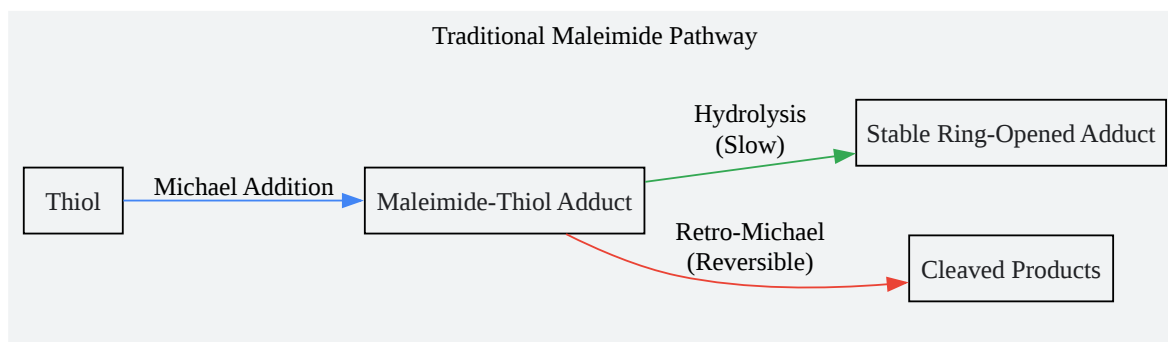 Traditional Maleimide Pathway
Thiol
Michael Addition
Maleimide-Thiol Adduct
Hydrolysis
(Slow)
Stable Ring-Opened Adduct
Retro-Michael
(Reversible)
Cleaved Products